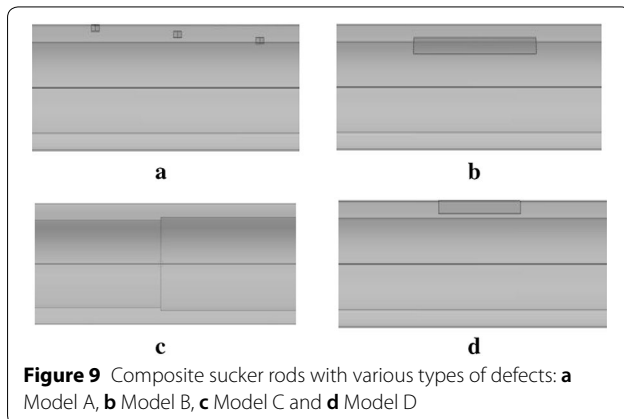 a
b
c
d
Figure 9 Composite sucker rods with various types of defects: a
Model A, b Model B, c Model C and d Model D